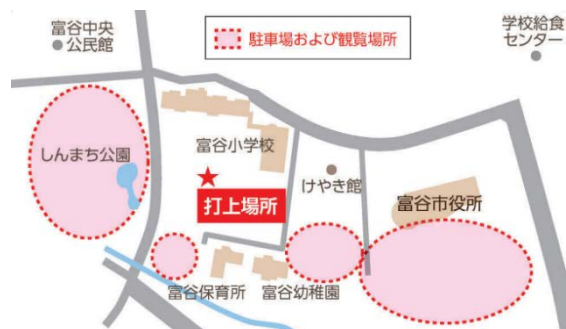 富谷中央
公民館
駐車場および観覧場所
学校給食
センター
しんまち公園
富谷小学校
けやき館
打上場所
富谷市役所
富谷保育所
富谷幼稚園